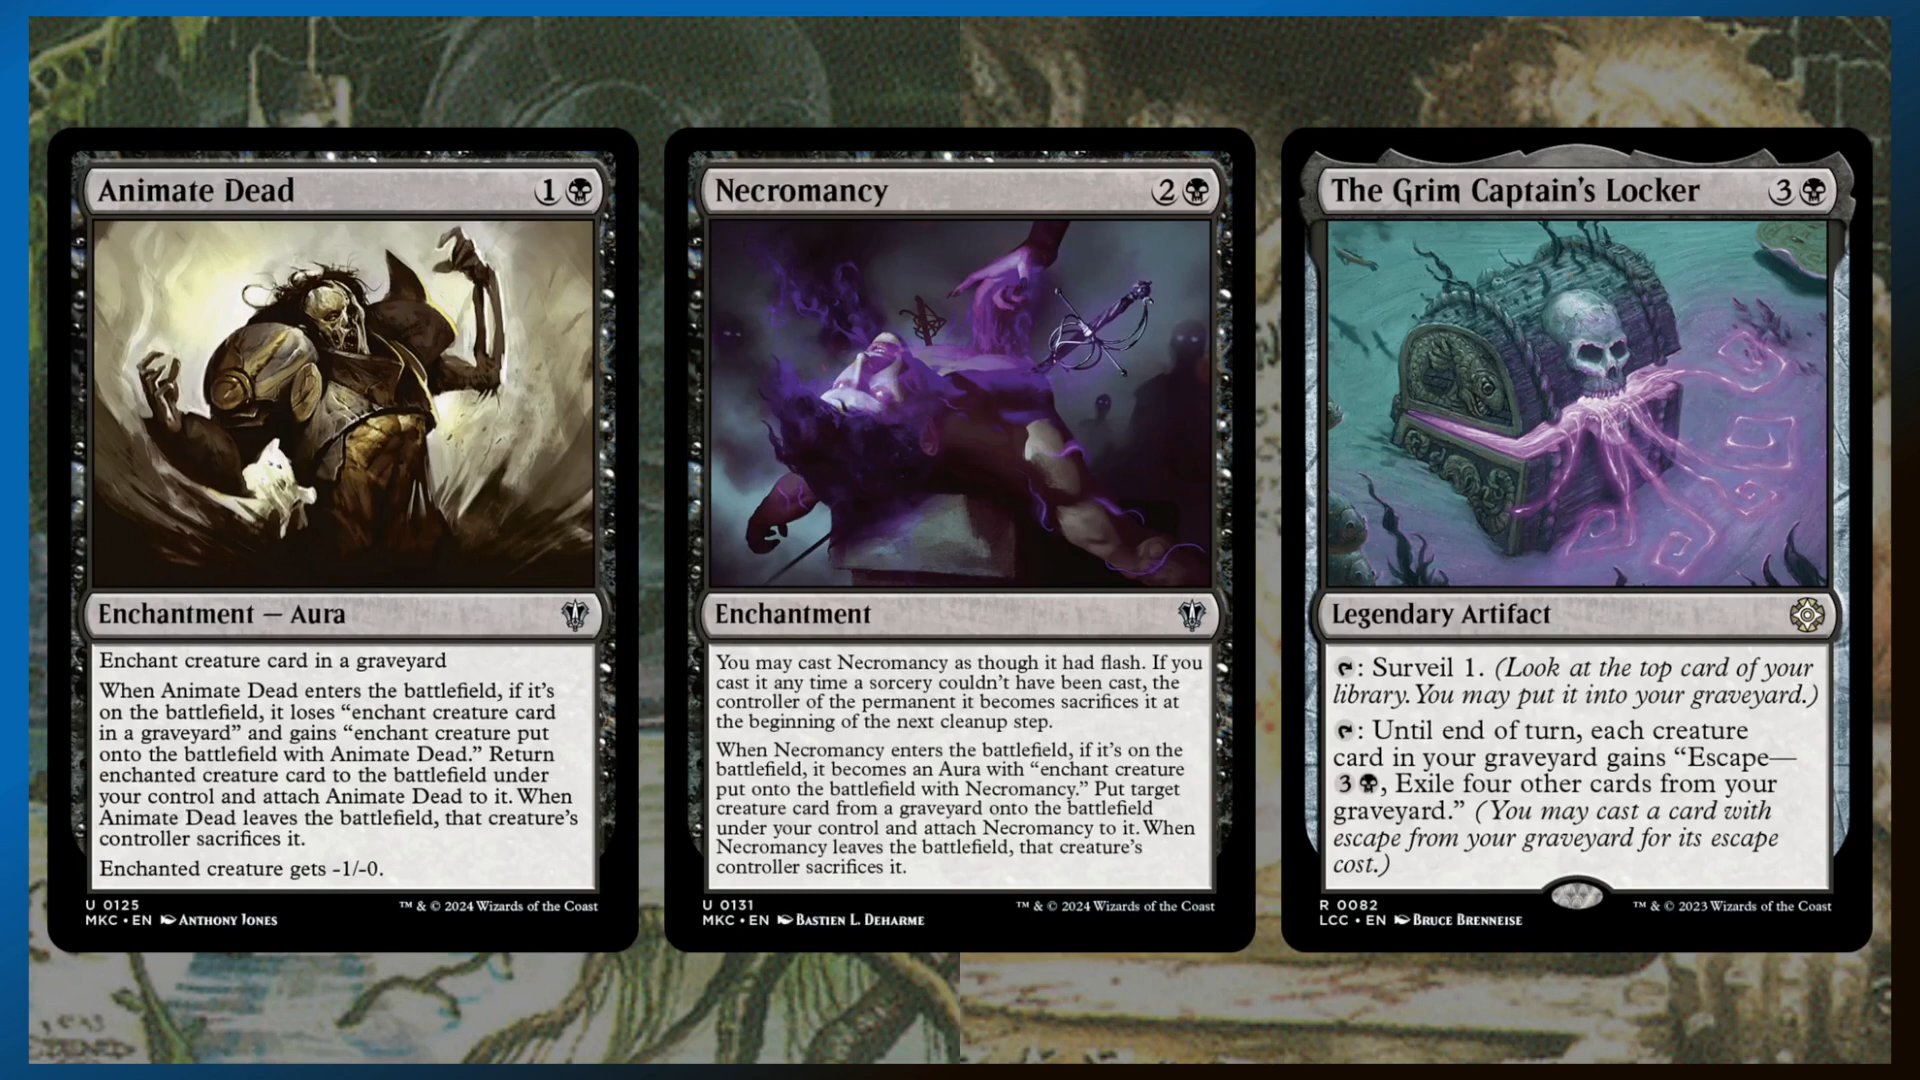 Animate Dead 1
Enchantment — Aura
Enchant creature card in a graveyard
When Animate Dead enters the battlefield, if it's
on the battlefield, it loses “enchant creature card
in a graveyard” and gains “enchant creature put
onto the battlefield with Animate Dead.” Return
enchanted creature card to the battlefield under
your control and attach Animate Dead to it. When
Animate Dead leaves the battlefield, that creature's
controller sacrifices it.
Enchanted creature gets -1/-0.
U 0125
MKC • EN Anthony Jones
™ & © 2024 Wizards of the Coast
Necromancy 2
Enchantment
You may cast Necromancy as though it had flash. If you
cast it any time a sorcery couldn't have been cast, the
controller of the permanent it becomes sacrifices it at
the beginning of the next cleanup step.
When Necromancy enters the battlefield, if it's on the
battlefield, it becomes an Aura with “enchant creature
put onto the battlefield with Necromancy.” Put target
creature card from a graveyard onto the battlefield
under your control and attach Necromancy to it. When
Necromancy leaves the battlefield, that creature's
controller sacrifices it.
U 0131
MKC • EN Bastien L. Deharme
™ & © 2024 Wizards of the Coast
The Grim Captain's Locker 3
Legendary Artifact
: Surveil 1. (Look at the top card of your
library. You may put it into your graveyard.)
: Until end of turn, each creature
card in your graveyard gains “Escape—
3, Exile four other cards from your
graveyard.” (You may cast a card with
escape from your graveyard for its escape
cost.)
R 0082
LCC • EN Bruce Brenneise
™ & © 2023 Wizards of the Coast